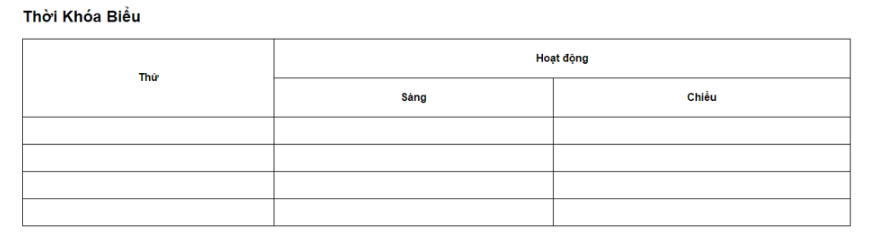 Thời Khóa Biểu
Thứ
Hoạt động
Sáng
Chiều